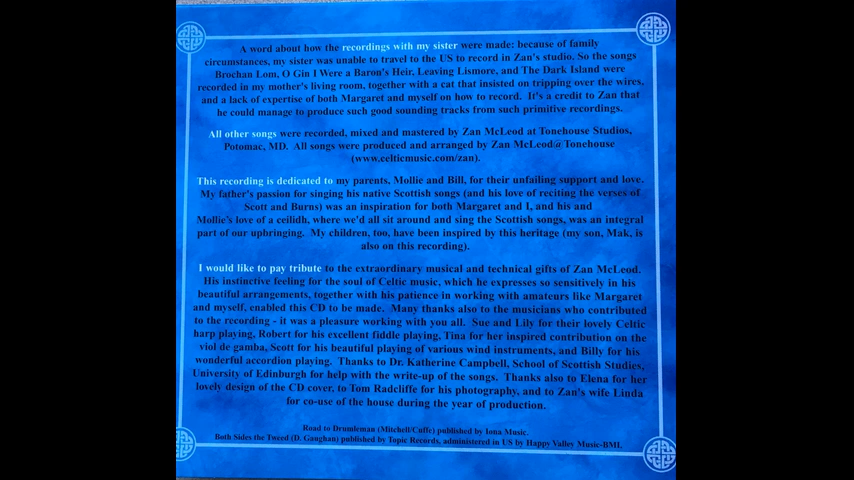 A word about how the recordings with my sister were made: because of family
circumstances, my sister was unable to travel to the US to record in Zan's studio. So the songs
Brochan Lom, O Gin I Were a Baron's Heir, Leaving Lismore, and The Dark Island were
recorded in my mother's living room, together with a cat that insisted on tripping over the wires,
and a lack of expertise of both Margaret and myself on how to record. It's a credit to Zan that
he could manage to produce such good sounding tracks from such primitive recordings.
All other songs were recorded, mixed and mastered by Zan McLeod at Tonehouse Studios,
Potomac, MD. All songs were produced and arranged by Zan McLeod@Tonehouse
(www.celticmusic.com/zan).
This recording is dedicated to my parents, Mollie and Bill, for their unfailing support and love.
My father's passion for singing his native Scottish songs (and his love of reciting the verses of
Scott and Burns) was an inspiration for both Margaret and I, and his and
Mollie's love of a ceilidh, where we'd all sit around and sing the Scottish songs, was an integral
part of our upbringing. My children, too, have been inspired by this heritage (my son, Mak, is
also on this recording).
I would like to pay tribute to the extraordinary musical and technical gifts of Zan McLeod.
His instinctive feeling for the soul of Celtic music, which he expresses so sensitively in his
beautiful arrangements, together with his patience in working with amateurs like Margaret
and myself, enabled this CD to be made. Many thanks also to the musicians who contributed
to the recording - it was a pleasure working with you all. Sue and Lily for their lovely Celtic
harp playing, Robert for his excellent fiddle playing, Tina for her inspired contribution on the
viol de gamba, Scott for his beautiful playing of various wind instruments, and Billy for his
wonderful accordion playing. Thanks to Dr. Katherine Campbell, School of Scottish Studies,
University of Edinburgh for help with the write-up of the songs. Thanks also to Elena for her
lovely design of the CD cover, to Tom Radcliffe for his photography, and to Zan's wife Linda
for co-use of the house during the year of production.
Road to Drumleman (Mitchell/Cuffe) published by Iona Music.
Both Sides the Tweed (D. Gaughan) published by Topic Records, administered in US by Happy Valley Music-BMI.